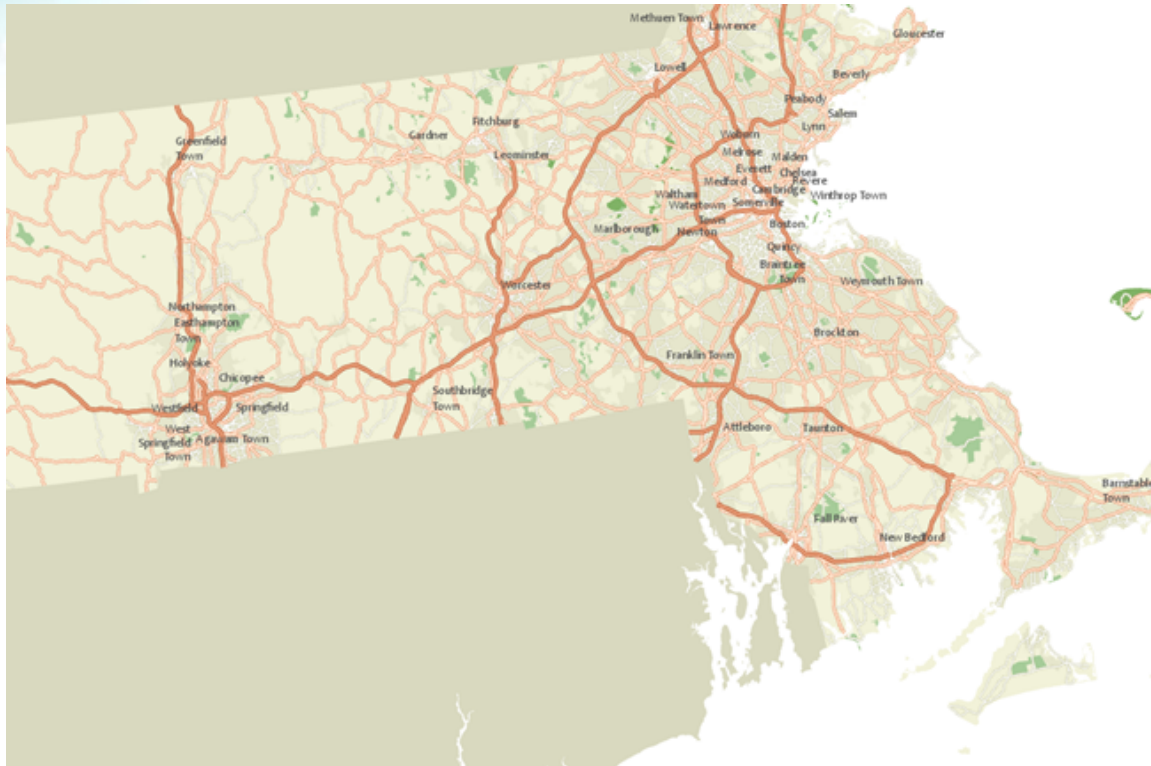 Methuen Town
Lawrence
Gloucester
Lowell
Beverly
Peabody
Salem
Fitchburg
Lynn
Gardner
Woborn
Greenfield
Town
Melrose
Leominster
Malden
Everett
Chelsea
Medford
Revere
Cambridge
Waltham
Winthrop Town
Watertown
Town
Somerville
Boston
Marlborough
Newton
Quincy
Braintree
Town
Weymouth Town
Worcester
Northampton
Easthampton
Town
Brockton
Franklin Town
Holyoke
Chicopee
Southbridge
Town
Westfield
Springfield
West
Springfield
Town
Agawam Town
Attleboro
Taunton
Barnstable
Town
Fall River
New Bedford